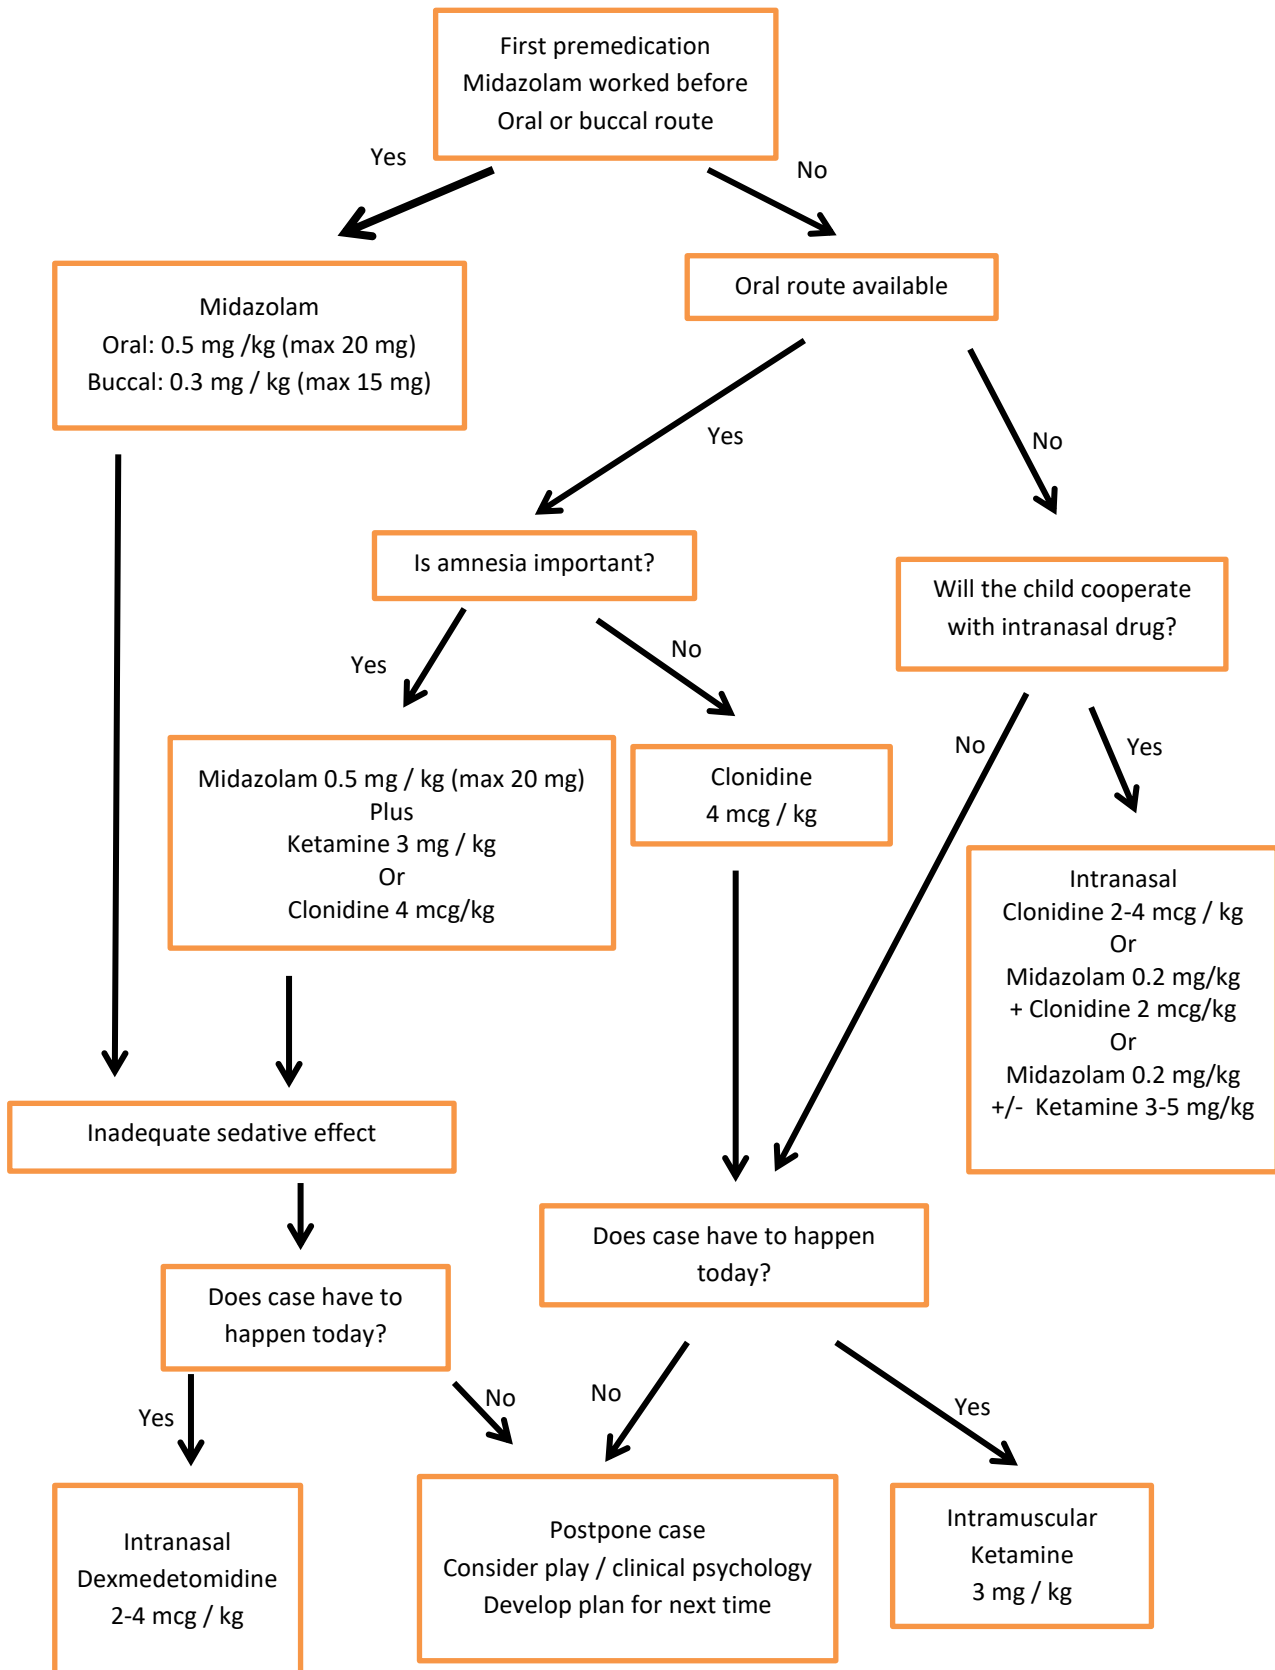 First premedication
Midazolam worked before
Oral or buccal route
Yes
No
Midazolam
Oral: 0.5 mg /kg (max 20 mg)
Buccal: 0.3 mg / kg (max 15 mg)
Oral route available
Yes
No
Is amnesia important?
Will the child cooperate
with intranasal drug?
Yes
No
No
Yes
Midazolam 0.5 mg / kg (max 20 mg)
Plus
Ketamine 3 mg / kg
Or
Clonidine 4 mcg/kg
Clonidine
4 mcg / kg
Intranasal
Clonidine 2-4 mcg / kg
Or
Midazolam 0.2 mg/kg
+ Clonidine 2 mcg/kg
Or
Midazolam 0.2 mg/kg
+/-  Ketamine 3-5 mg/kg
Inadequate sedative effect
Does case have to happen
today?
Does case have to
happen today?
Yes
No
No
Yes
Intranasal
Dexmedetomidine
2-4 mcg / kg
Postpone case
Consider play / clinical psychology
Develop plan for next time
Intramuscular
Ketamine
3 mg / kg